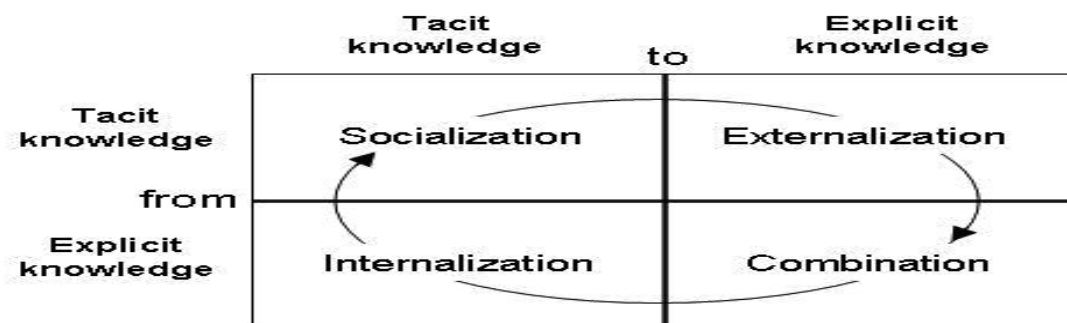 Tacit
knowledge
to
Explicit
knowledge
Tacit
knowledge
Socialization
Externalization
from
Explicit
knowledge
Internalization
Combination